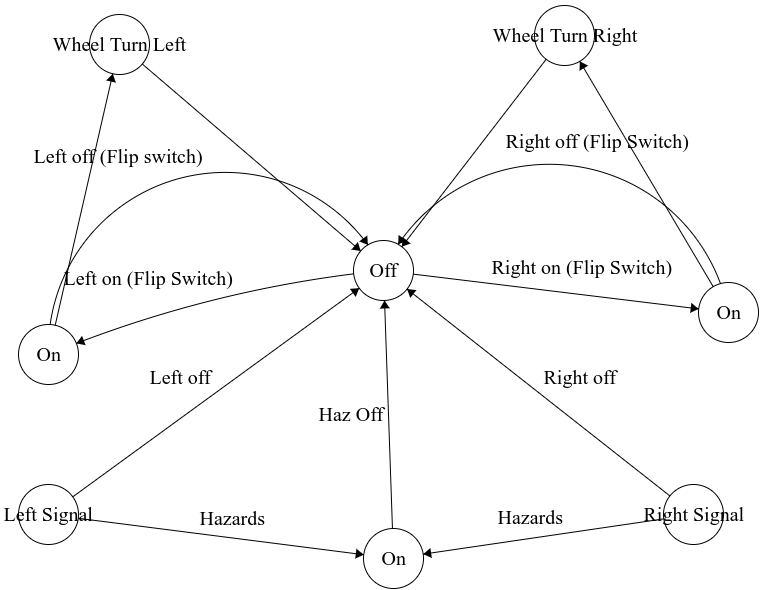 Wheel Turn Left
Wheel Turn Right
Left off (Flip switch)
Right off (Flip Switch)
Left on (Flip Switch)
Off
Right on (Flip Switch)
On
On
Left off
Right off
Haz Off
Left Signal
Hazards
Hazards
Right Signal
On